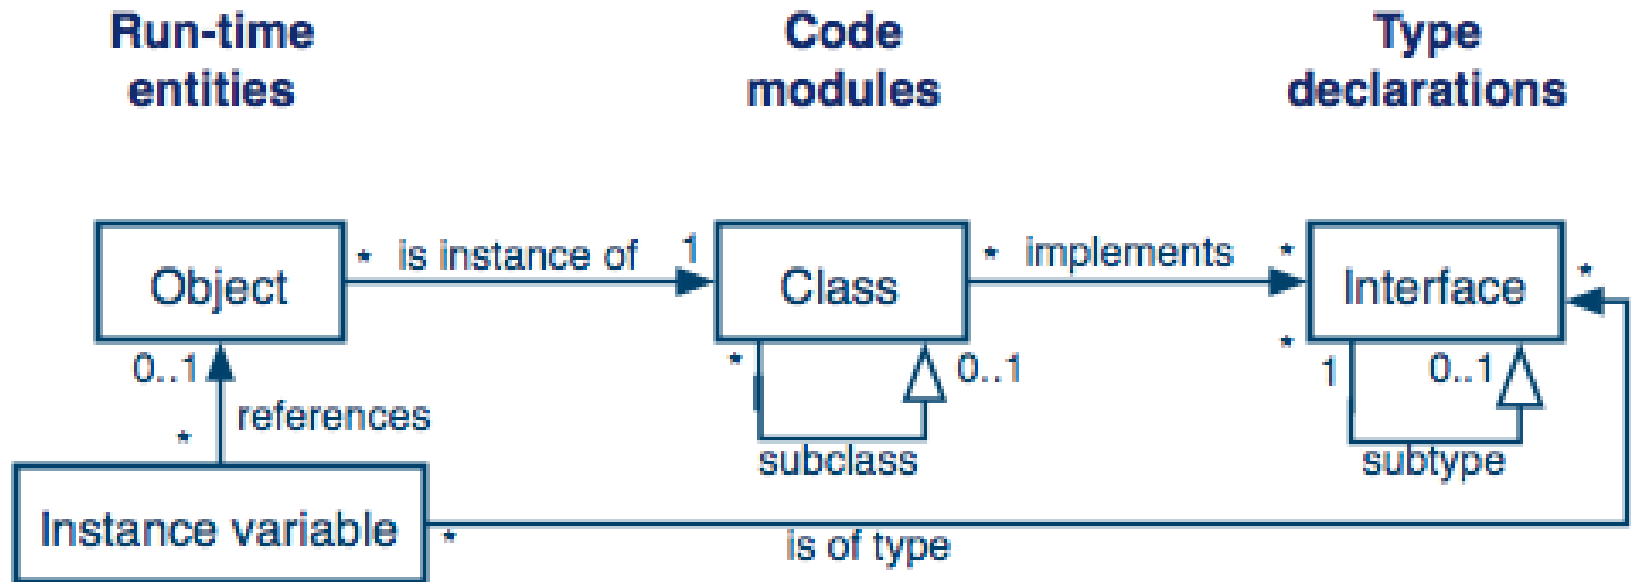 Run-time
entities
Code
modules
Type
declarations
* is instance of 1
* implements *
Object
Class
Interface
*
0..1
*
0..1
*
1
0..1
references
*
subclass
subtype
Instance variable
*
is of type